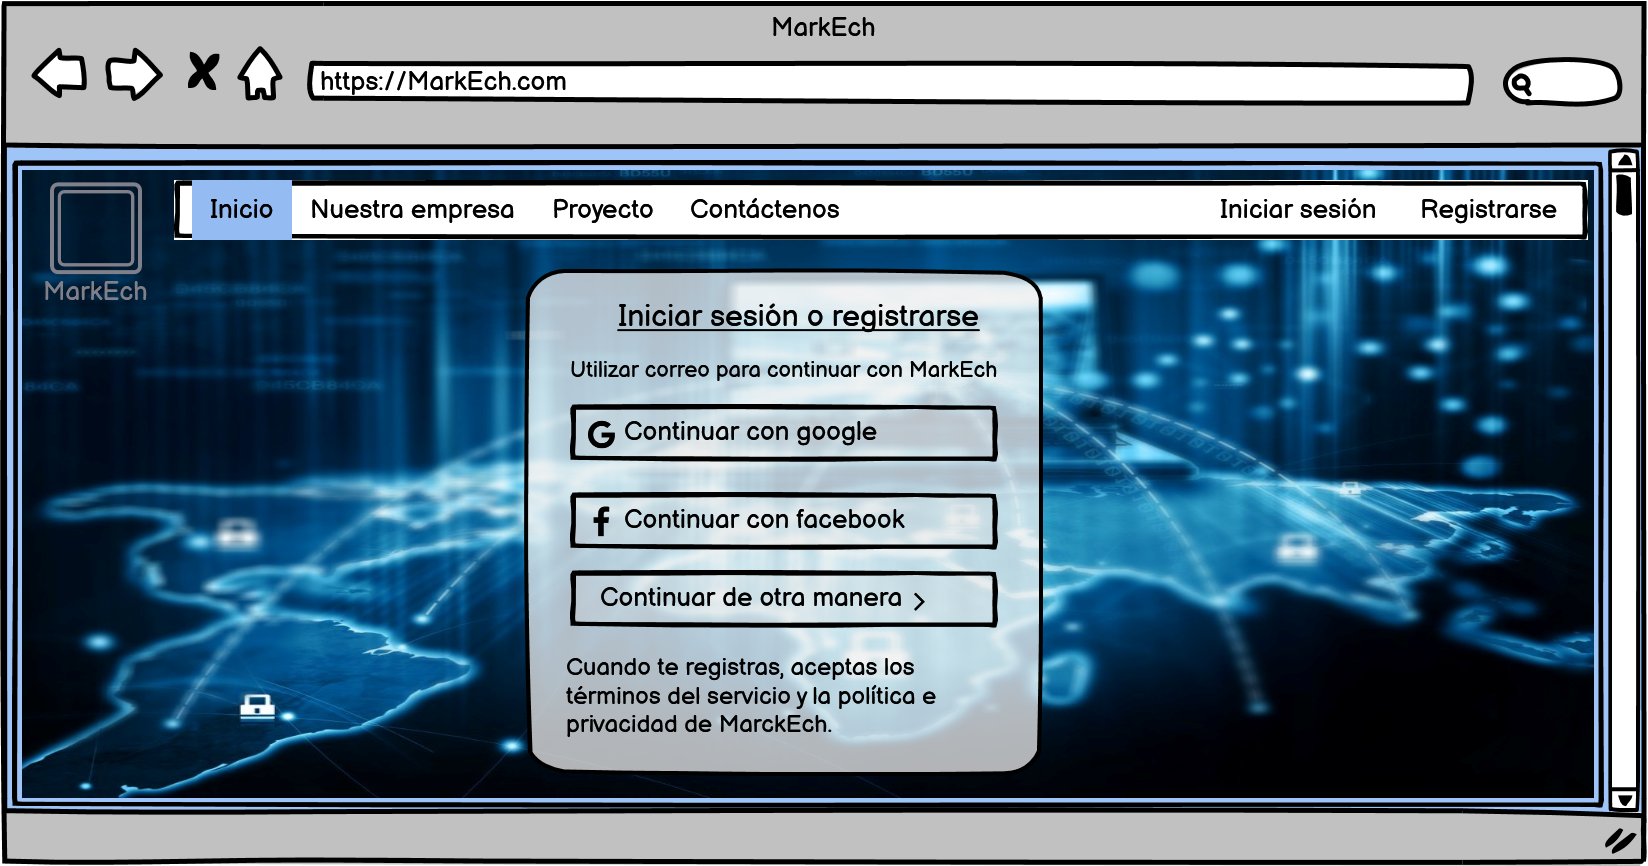 MarkEch
https://MarkEch.com
Inicio Nuestra empresa Proyecto Contáctenos Iniciar sesión Registrarse
MarkEch
Iniciar sesión o registrarse
Utilizar correo para continuar con MarkEch
Continuar con google
Continuar con facebook
Continuar de otra manera >
Cuando te registras, aceptas los
términos del servicio y la política e
privacidad de MarckEch.